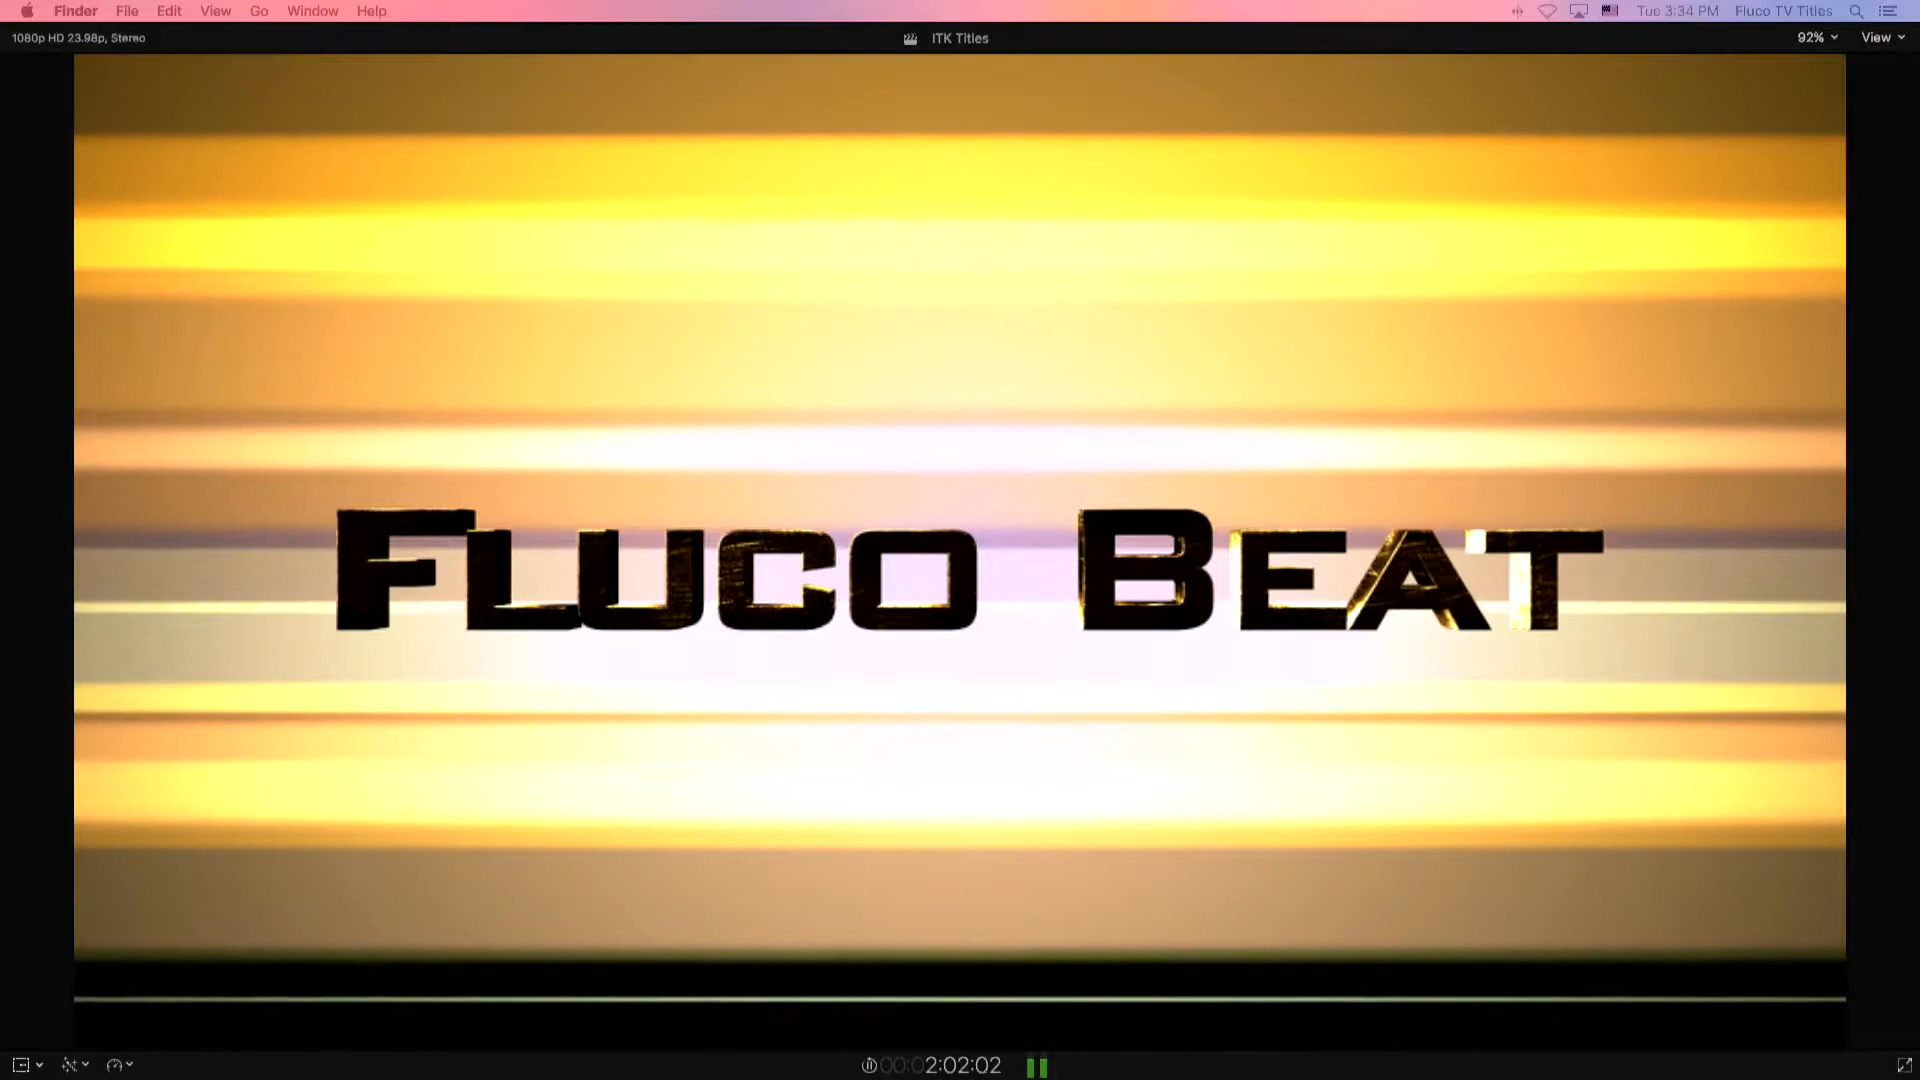 Finder File Edit View Go Window Help Tue 3:34 PM Fluco TV Titles
1080p HD 23.98p, Stereo ITK Titles 92% View
FLUCO BEAT
00:02:02:02